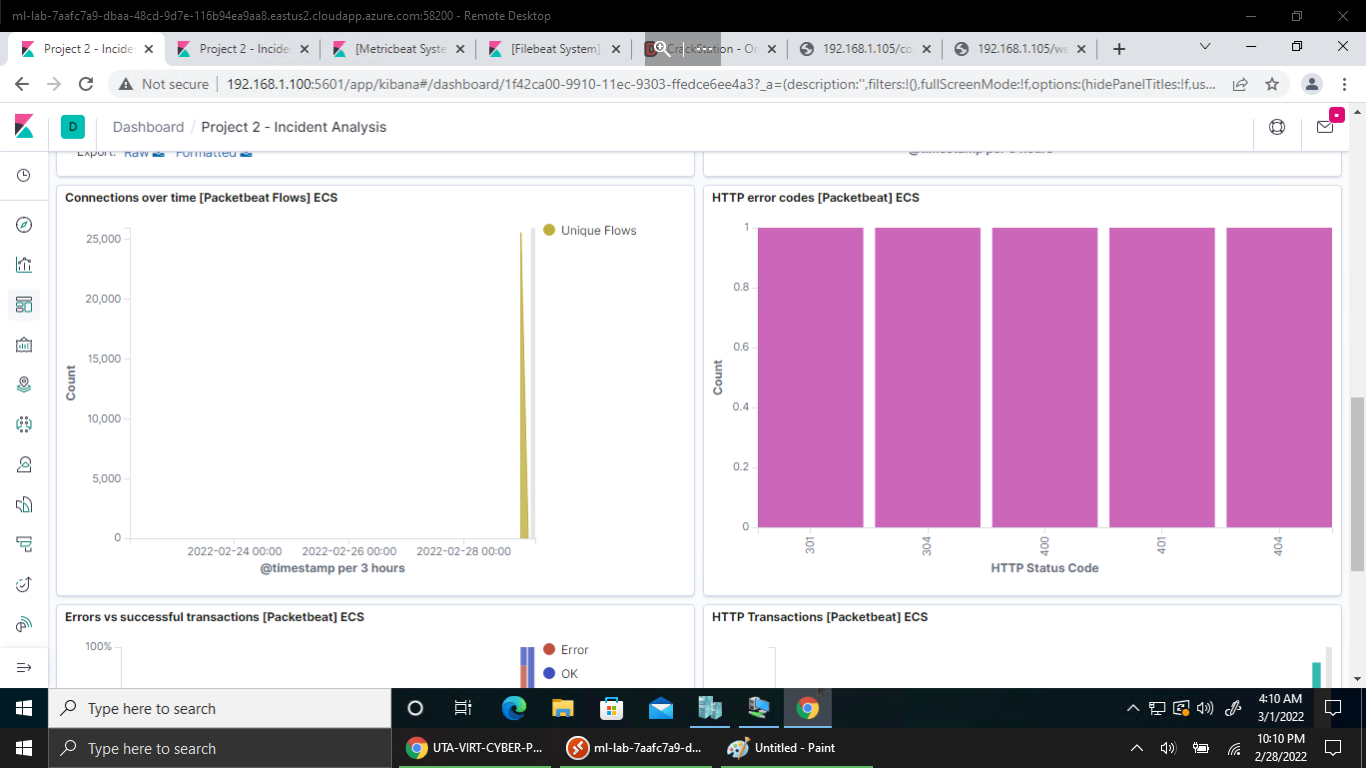 ml-lab-7aafc7a9-dbaa-48cd-9d7e-116b94ea9aa8.eastus2.cloudapp.azure.com:58200 - Remote Desktop
Project 2 - Incide
Project 2 - Incide
[Metricbeat Syste
[Filebeat System]
192.168.1.105/co
192.168.1.105/we
Not secure
192.168.1.100:5601/app/kibana#/dashboard/1f42ca00-9910-11ec-9303-ffedce6ee4a3?_a=(description:'',filters:!(),fullScreenMode:!f,options:(hidePanelTitles:!f,us...
D
Dashboard / Project 2 - Incident Analysis
Export: Raw Formatted
@timestamp per 3 hours
Connections over time [Packetbeat Flows] ECS
Unique Flows
25,000
20,000
15,000
10,000
5,000
0
Count
2022-02-24 00:00
2022-02-26 00:00
2022-02-28 00:00
@timestamp per 3 hours
HTTP error codes [Packetbeat] ECS
1
0.8
0.6
0.4
0.2
0
Count
301
304
400
401
404
HTTP Status Code
Errors vs successful transactions [Packetbeat] ECS
100%
Error
OK
HTTP Transactions [Packetbeat] ECS
Type here to search
4:10 AM
3/1/2022
Type here to search
UTA-VIRT-CYBER-P...
ml-lab-7aafc7a9-d...
Untitled - Paint
10:10 PM
2/28/2022